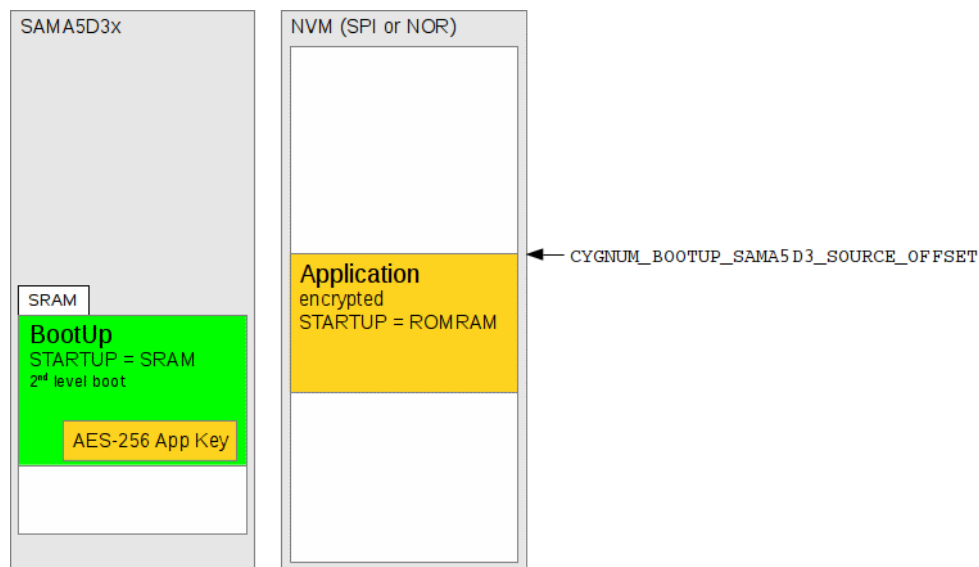 SAMA5D3x
SRAM
BootUp
STARTUP = SRAM
2nd level boot
AES-256 App Key
NVM (SPI or NOR)
Application
encrypted
STARTUP = ROMRAM
CYGNUM_BOOTUP_SAMA5D3_SOURCE_OFFSET